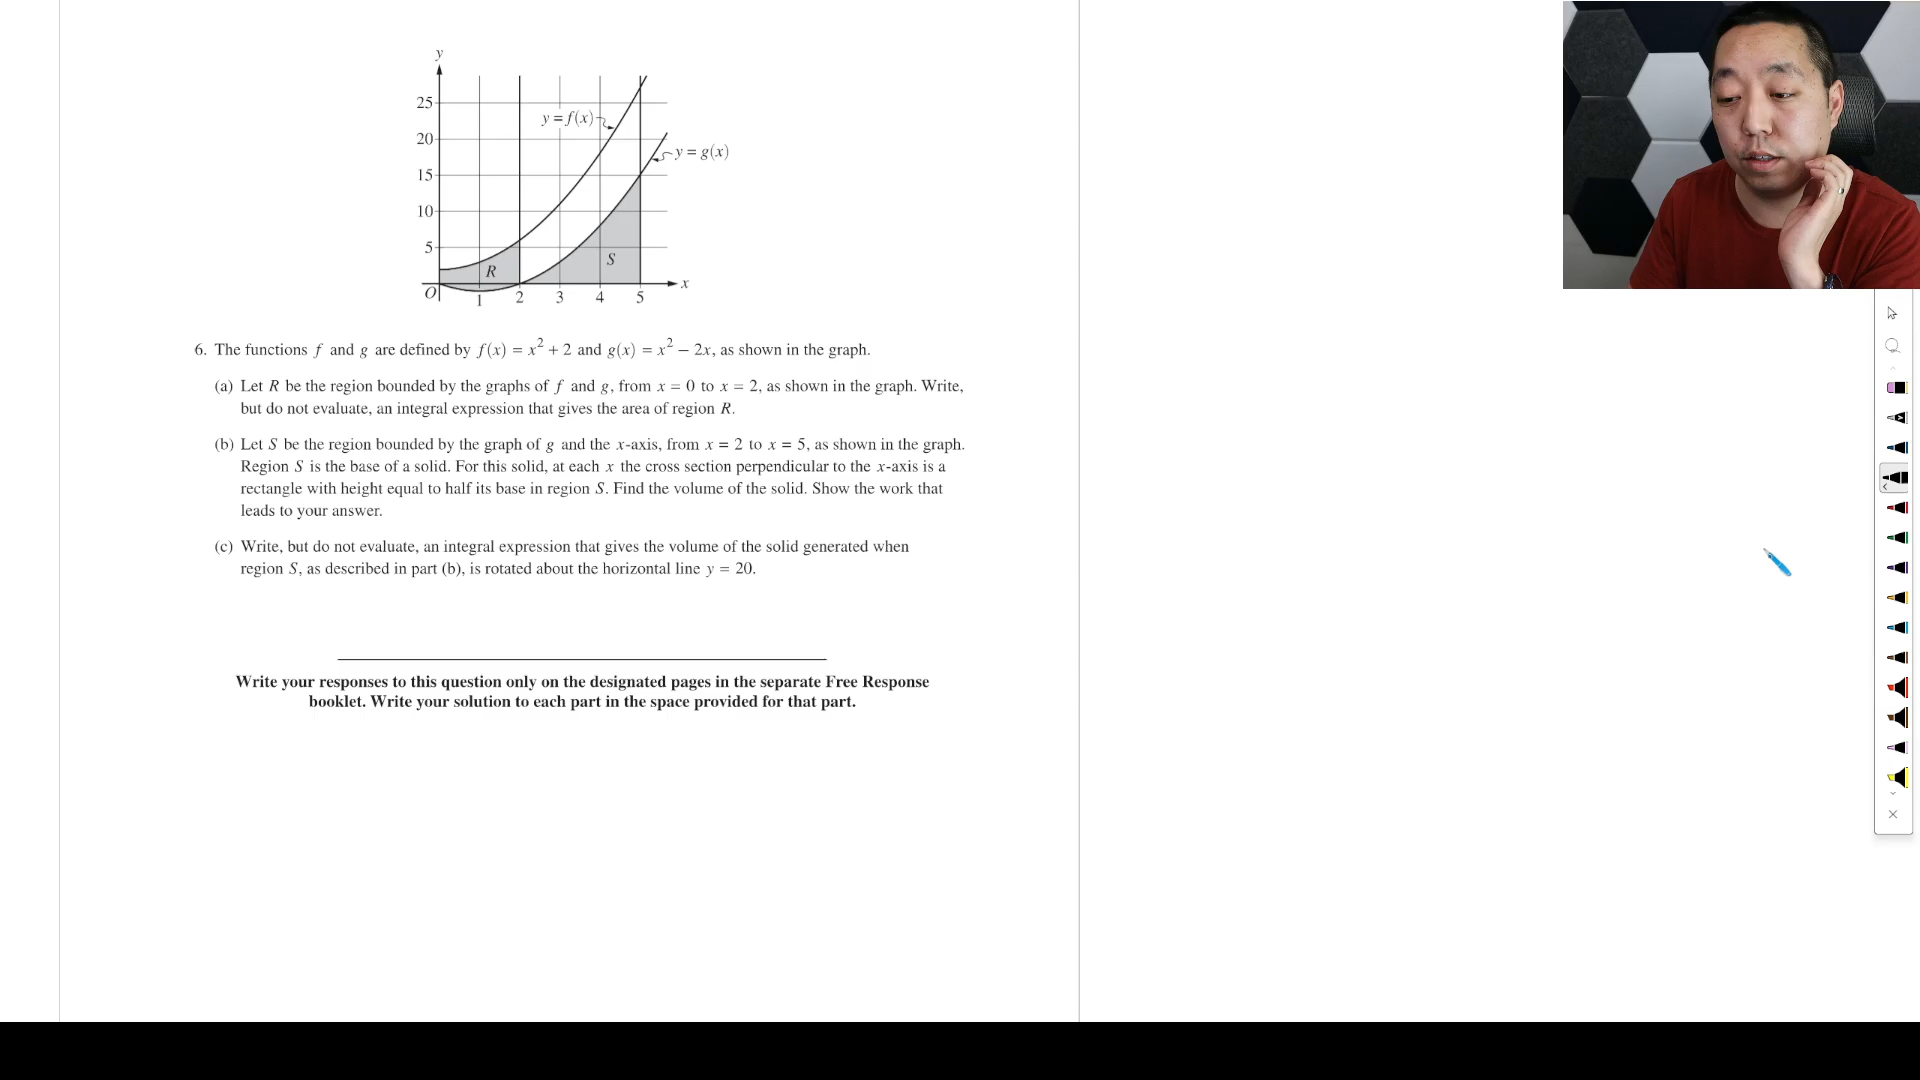 y
25
20
15
10
5
y = f(x)
y = g(x)
R
S
x
O
1 2 3 4 5
6. The functions f and g are defined by f(x) = x² + 2 and g(x) = x² − 2x, as shown in the graph.
(a) Let R be the region bounded by the graphs of f and g, from x = 0 to x = 2, as shown in the graph. Write,
but do not evaluate, an integral expression that gives the area of region R.
(b) Let S be the region bounded by the graph of g and the x-axis, from x = 2 to x = 5, as shown in the graph.
Region S is the base of a solid. For this solid, at each x the cross section perpendicular to the x-axis is a
rectangle with height equal to half its base in region S. Find the volume of the solid. Show the work that
leads to your answer.
(c) Write, but do not evaluate, an integral expression that gives the volume of the solid generated when
region S, as described in part (b), is rotated about the horizontal line y = 20.
Write your responses to this question only on the designated pages in the separate Free Response
booklet. Write your solution to each part in the space provided for that part.